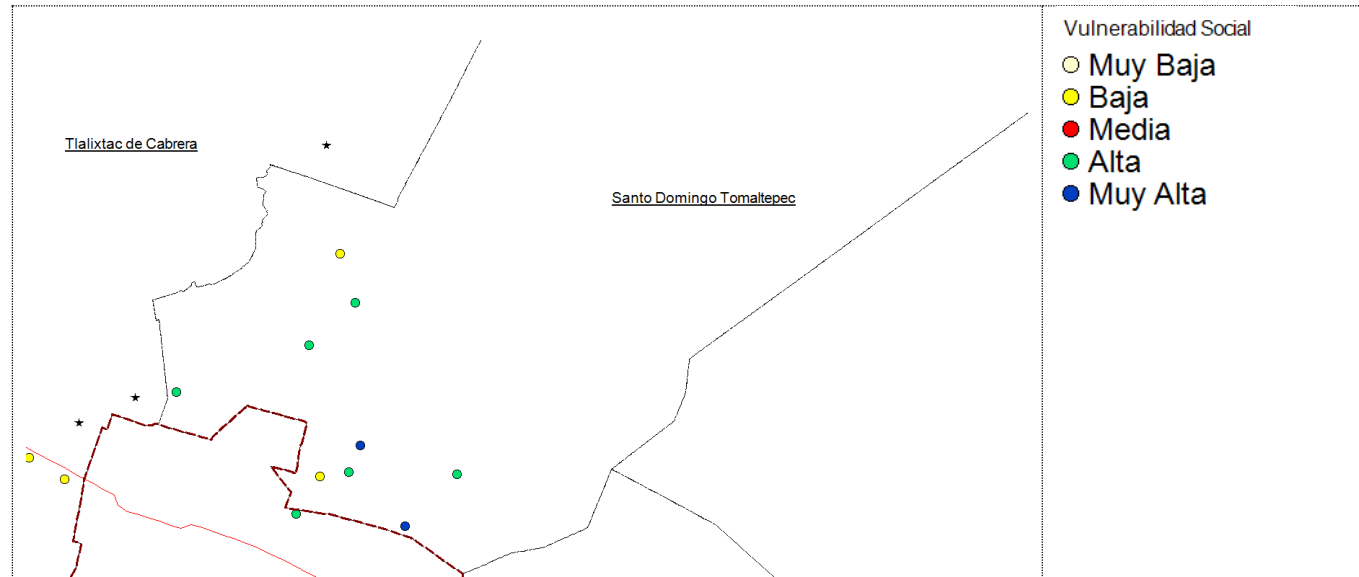 Tlalixtac de Cabrera
Santo Domingo Tomaltepec
Vulnerabilidad Social
Muy Baja
Baja
Media
Alta
Muy Alta